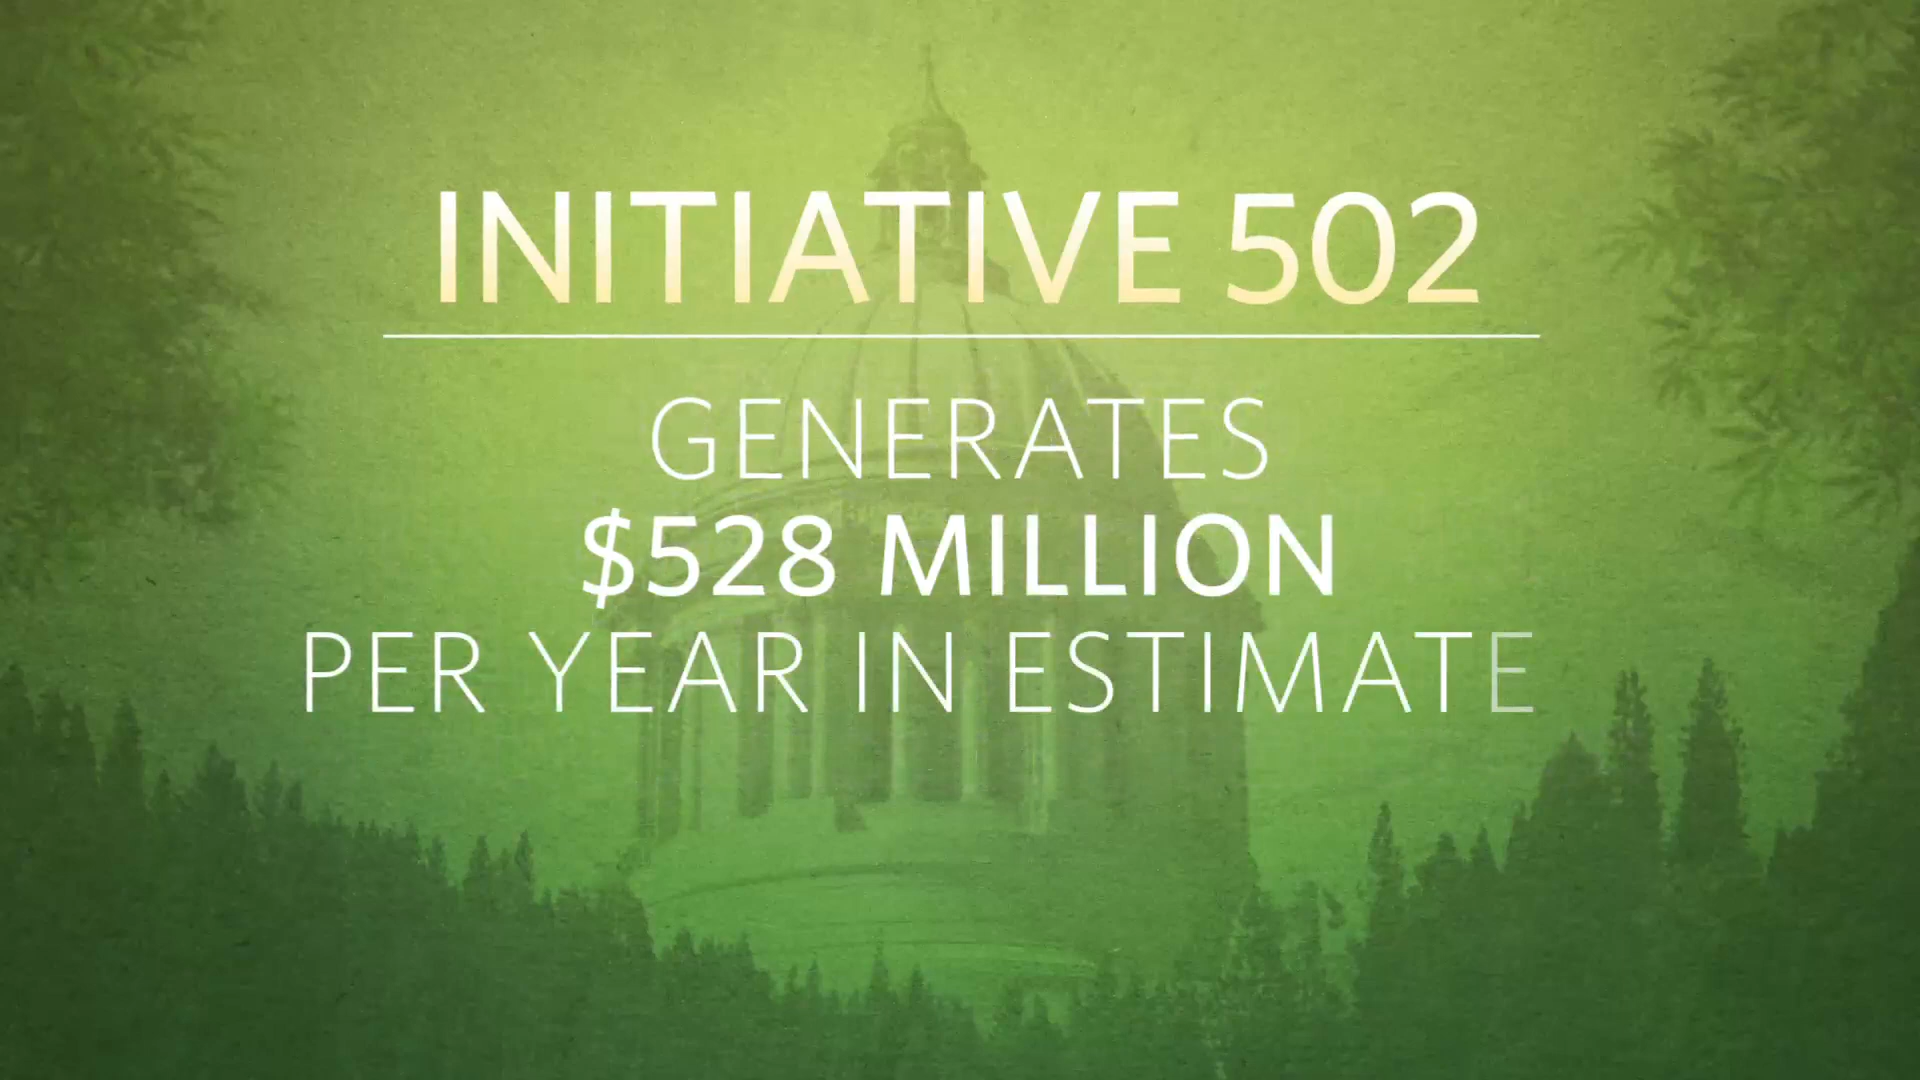 INITIATIVE 502
GENERATES
$528 MILLION
PER YEAR IN ESTIMATE